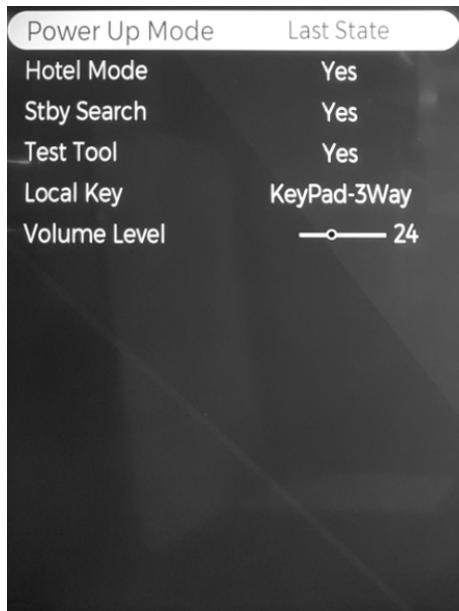 Power Up Mode Last State
Hotel Mode Yes
Stby Search Yes
Test Tool Yes
Local Key KeyPad-3Way
Volume Level 24